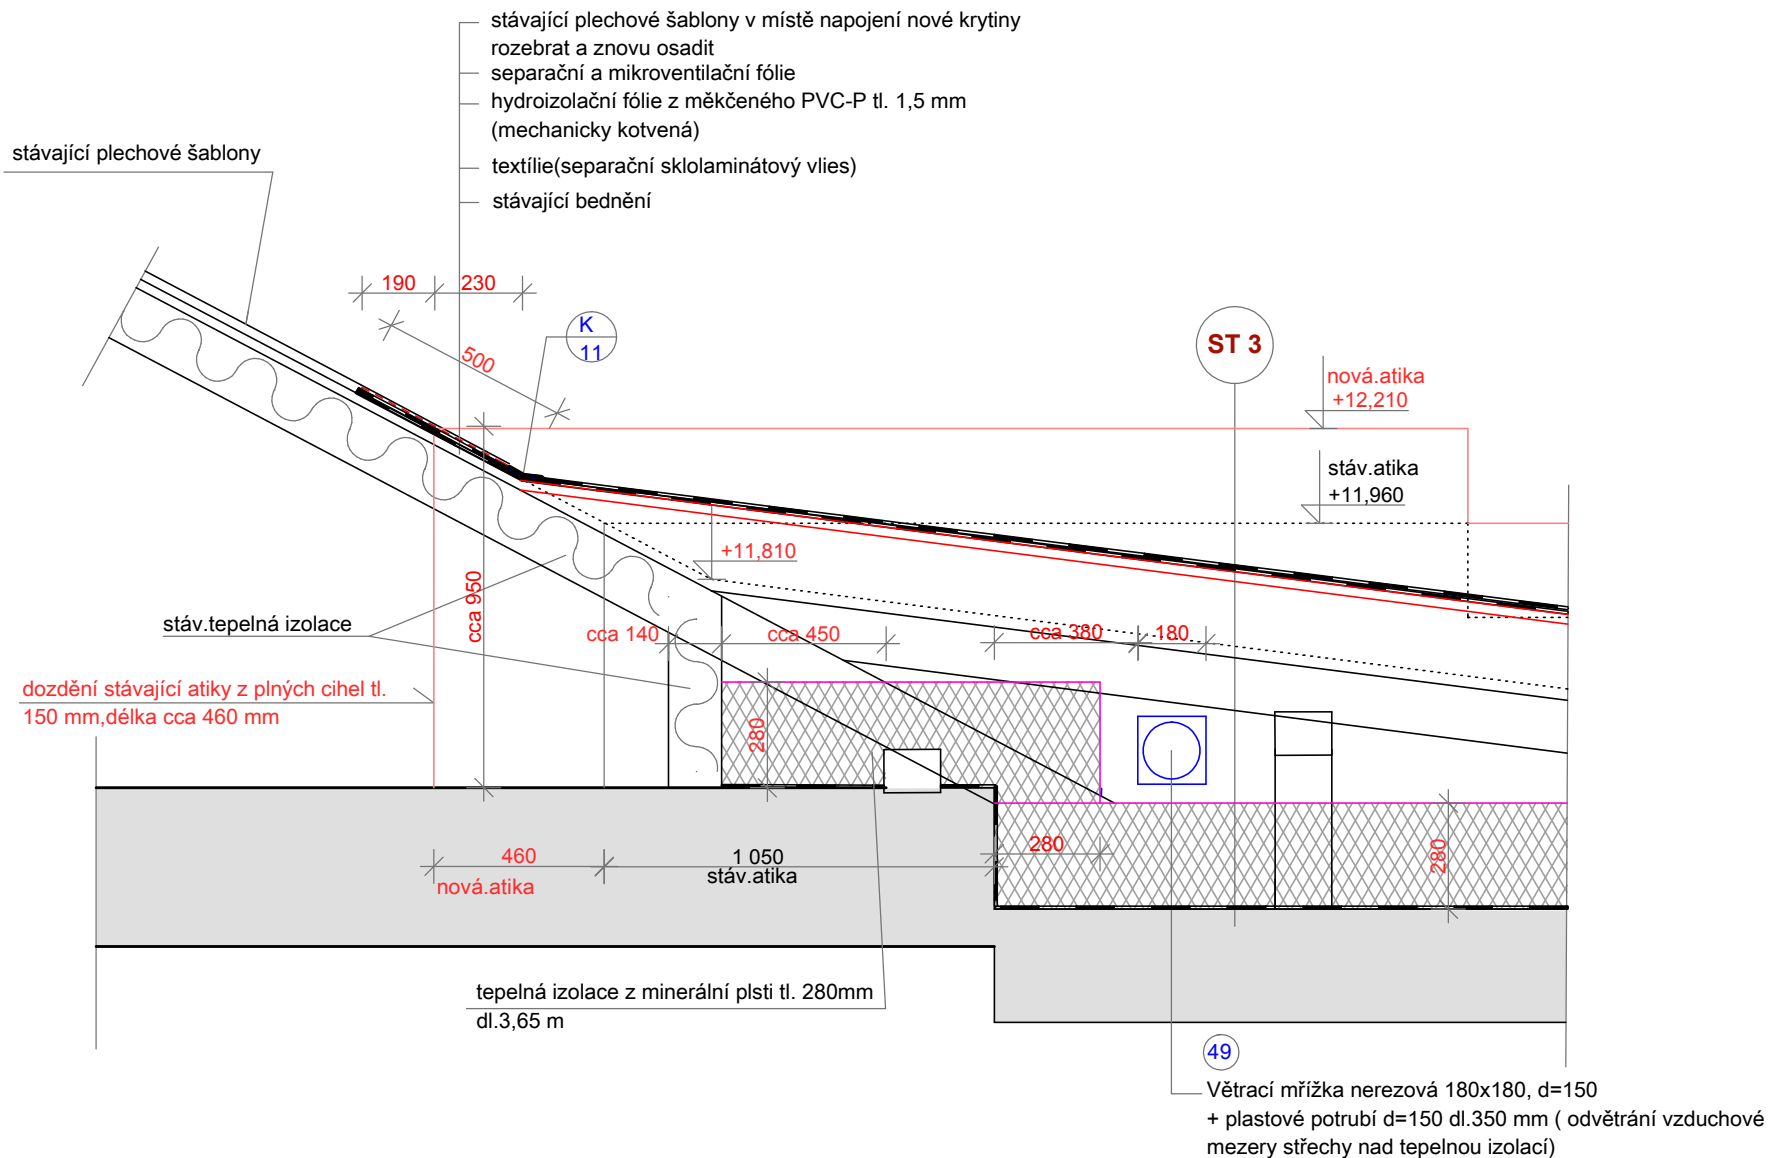 stávající plechové šablony v místě napojení nové krytiny
rozebrat a znovu osadit
separační a mikroventilační fólie
hydroizolační fólie z měkčeného PVC-P tl. 1,5 mm
(mechanicky kotvená)
textílie(separační sklolaminátový vlies)
stávající bednění
stávající plechové šablony
190
230
500
K
11
ST 3
nová.atika
+12,210
stáv.atika
+11,960
+11,810
cca 950
stáv.tepelná izolace
cca 140
cca 450
cca 380
180
dozdění stávající atiky z plných cihel tl.
150 mm,délka cca 460 mm
280
280
280
460
nová.atika
1 050
stáv.atika
tepelná izolace z minerální plsti tl. 280mm
dl.3,65 m
49
Větrací mřížka nerezová 180x180, d=150
+ plastové potrubí d=150 dl.350 mm ( odvětrání vzduchové
mezery střechy nad tepelnou izolací)